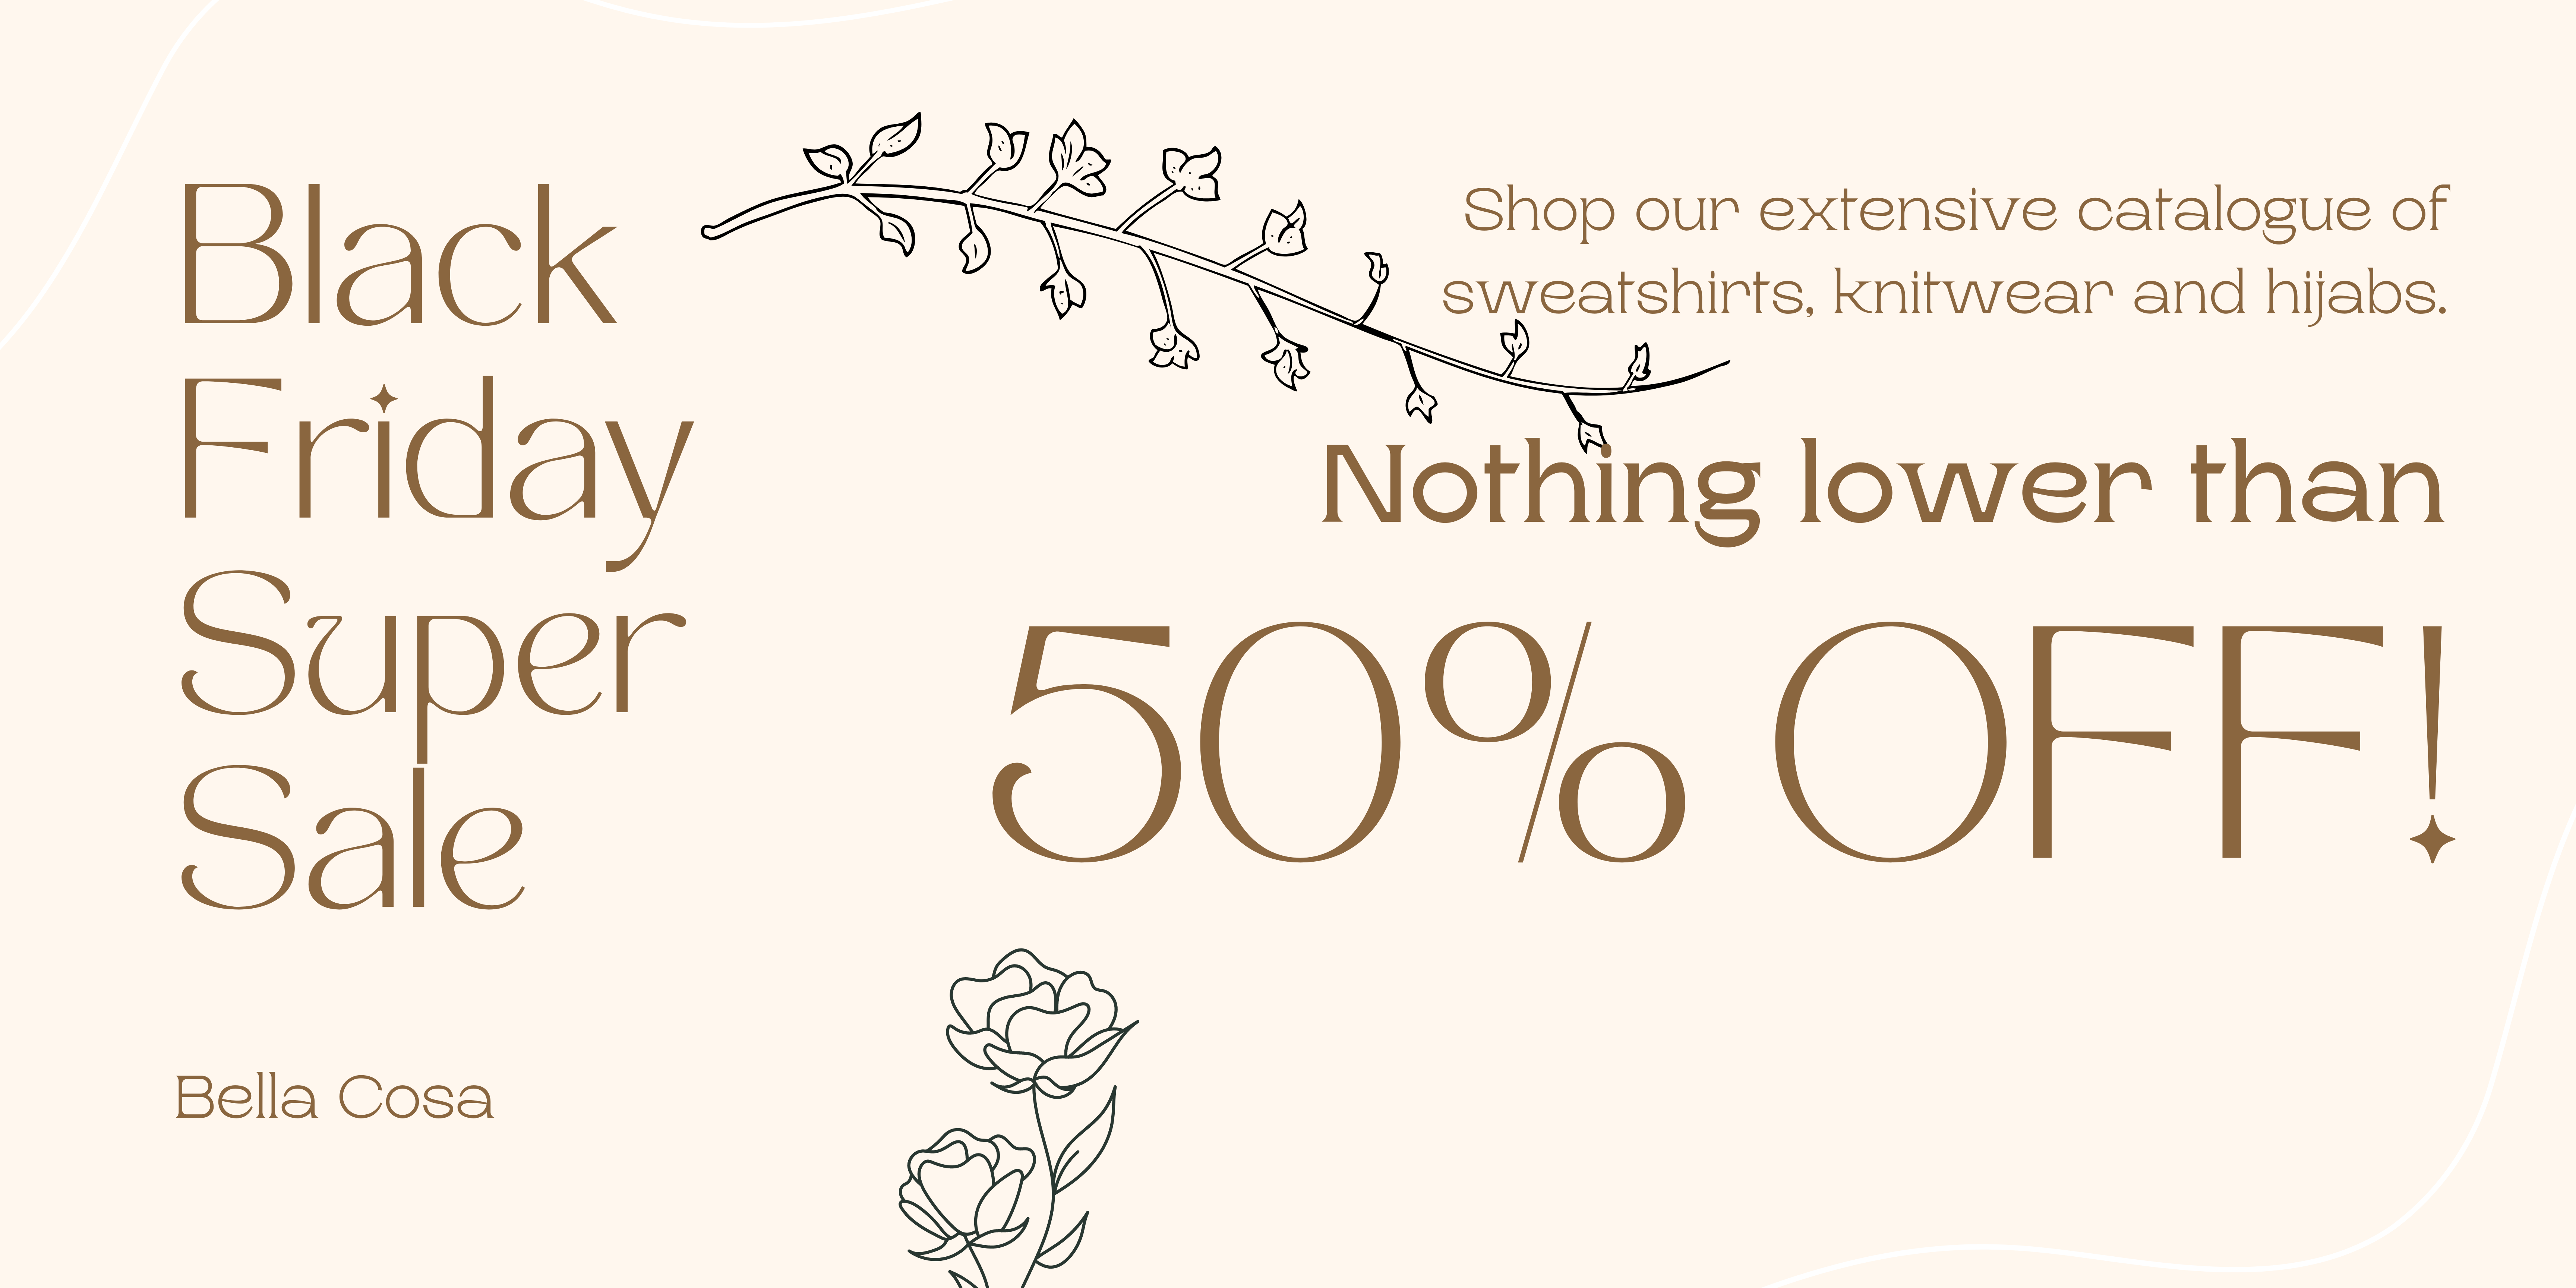 Black
Friday
Super
Sale
Shop our extensive catalogue of
sweatshirts, knitwear and hijabs.
Nothing lower than
50% OFF!
Bella Cosa